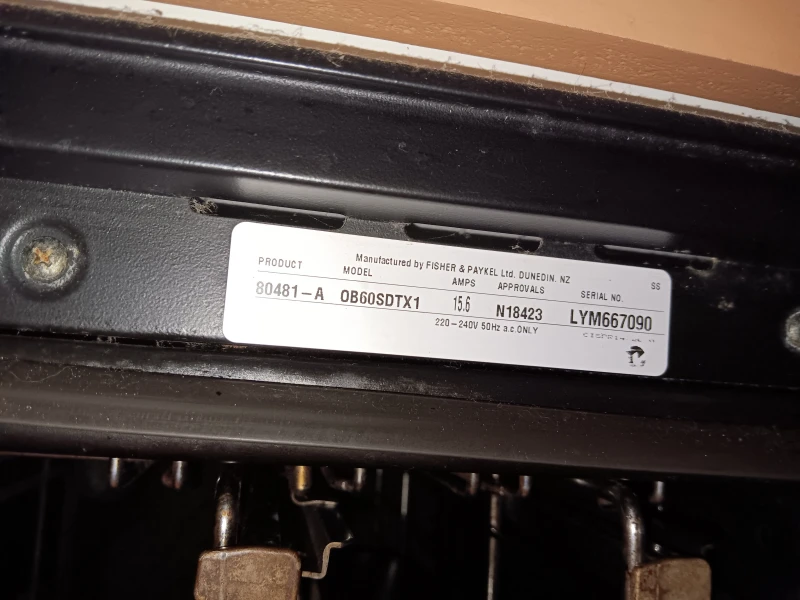 Manufactured by FISHER & PAYKEL Ltd. DUNEDIN. NZ
SS
PRODUCT MODEL AMPS APPROVALS SERIAL NO.
80481-A OB60SDTX1 15.6 N18423 LYM667090
220-240V 50Hz a.c.ONLY